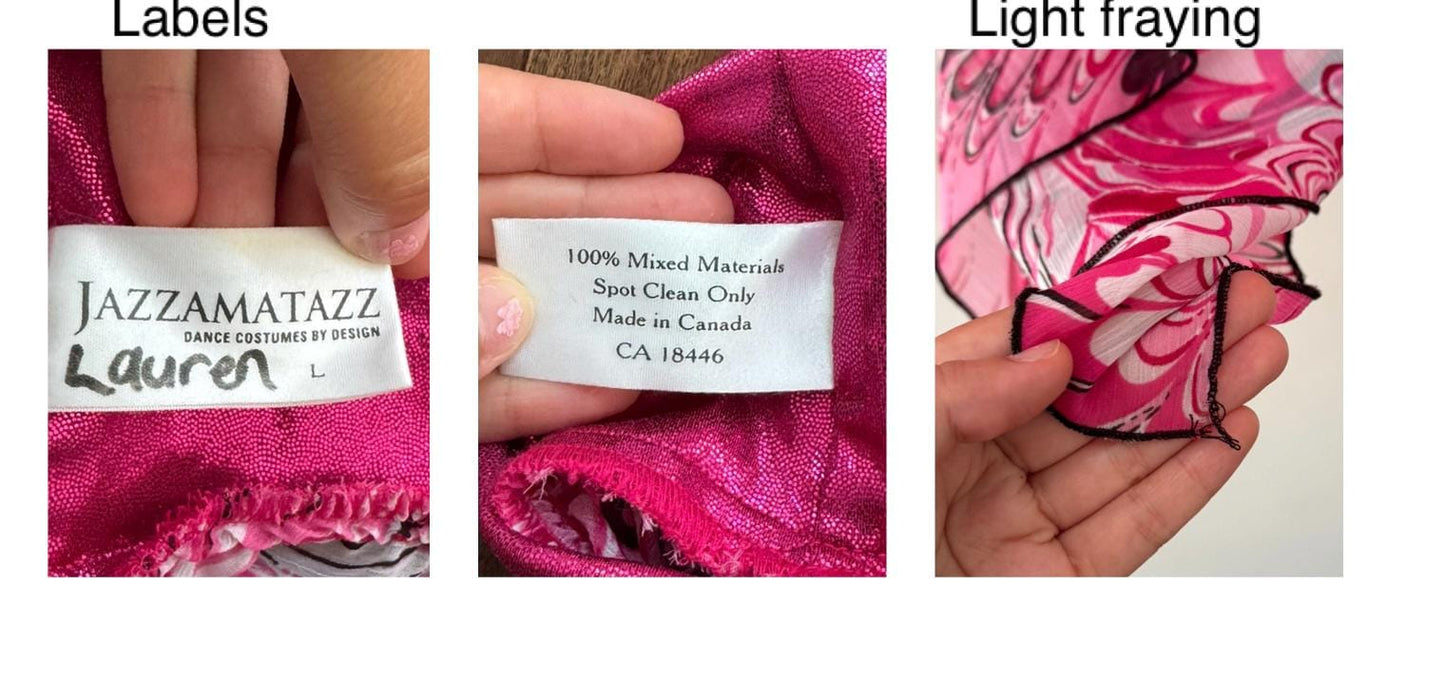 Labels
Light fraying
JAZZAMATAZZ
DANCE COSTUMES BY DESIGN
Lauren L
100% Mixed Materials
Spot Clean Only
Made in Canada
CA 18446